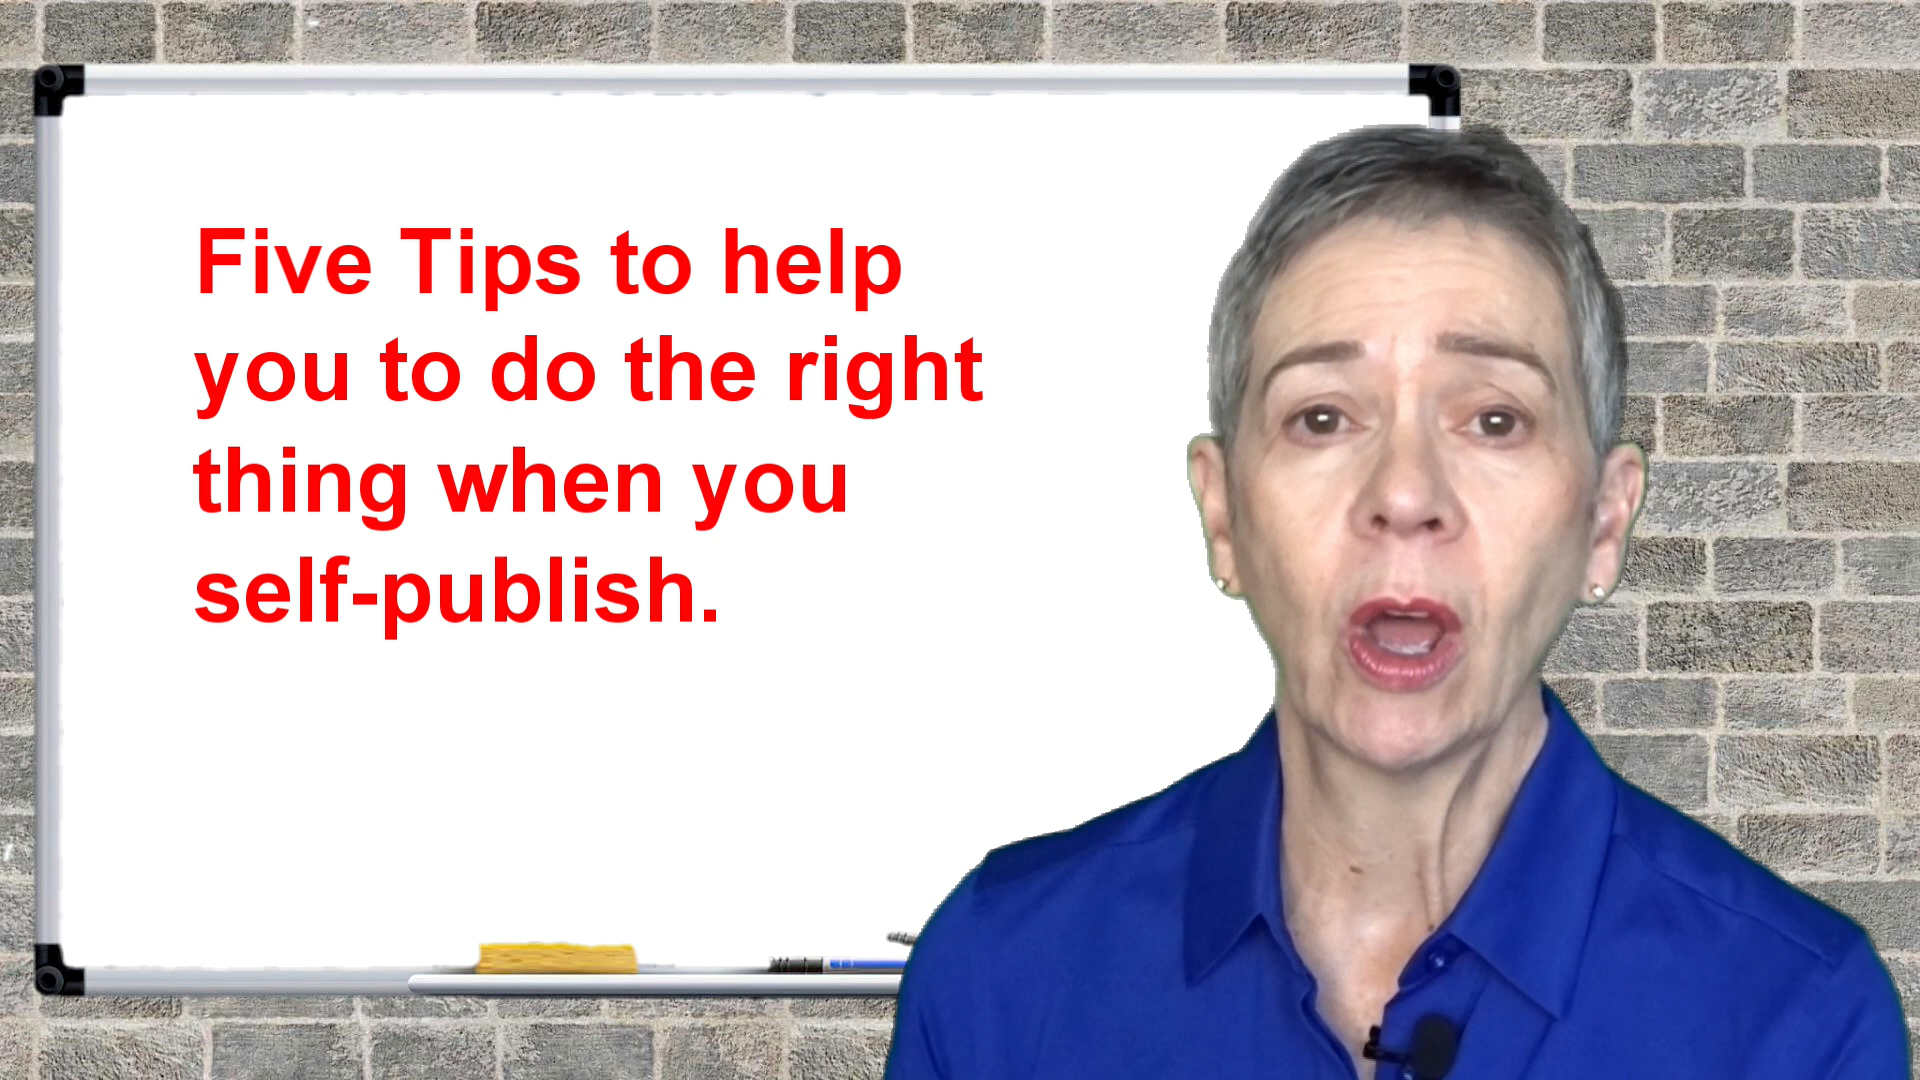 Five Tips to help
you to do the right
thing when you
self-publish.